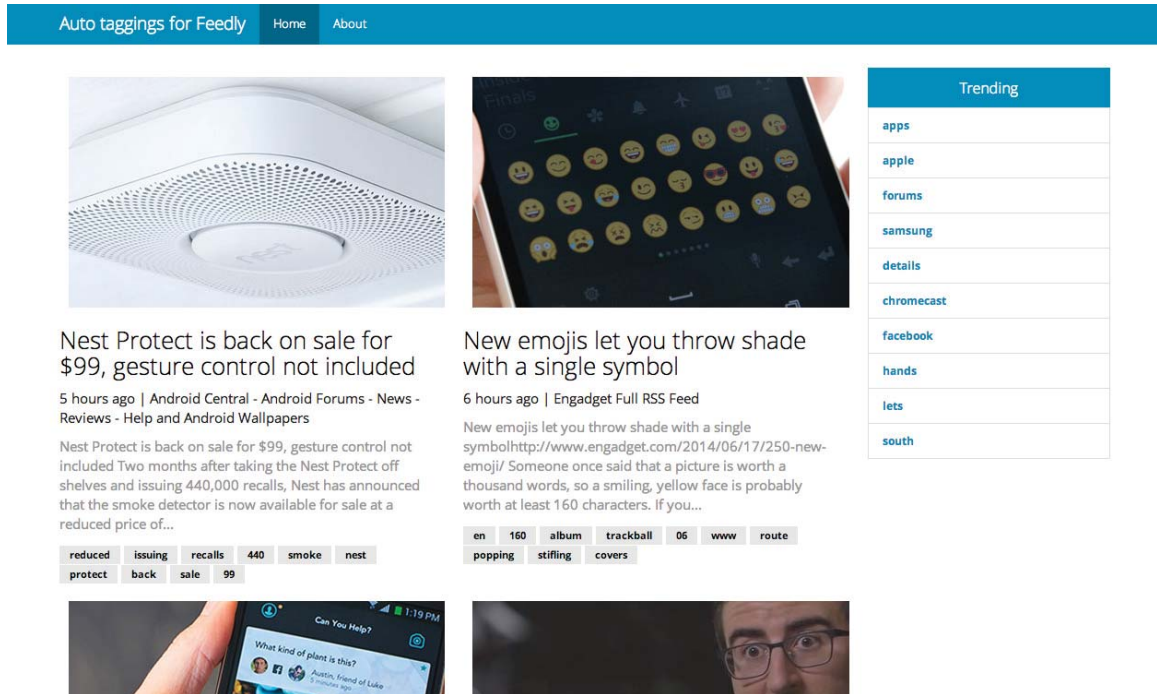 Auto taggings for Feedly Home About
Finals
nest
Nest Protect is back on sale for
$99, gesture control not included
5 hours ago | Android Central - Android Forums - News -
Reviews - Help and Android Wallpapers
Nest Protect is back on sale for $99, gesture control not
included Two months after taking the Nest Protect off
shelves and issuing 440,000 recalls, Nest has announced
that the smoke detector is now available for sale at a
reduced price of...
reduced issuing recalls 440 smoke nest
protect back sale 99
New emojis let you throw shade
with a single symbol
6 hours ago | Engadget Full RSS Feed
New emojis let you throw shade with a single
symbolhttp://www.engadget.com/2014/06/17/250-new-
emoji/ Someone once said that a picture is worth a
thousand words, so a smiling, yellow face is probably
worth at least 160 characters. If you...
en 160 album trackball 06 www route
popping stifling covers
Trending
apps
apple
forums
samsung
details
chromecast
facebook
hands
lets
south
1:19 PM
Can You Help?
What kind of plant is this?
Austin, friend of Luke
5 minutes ago